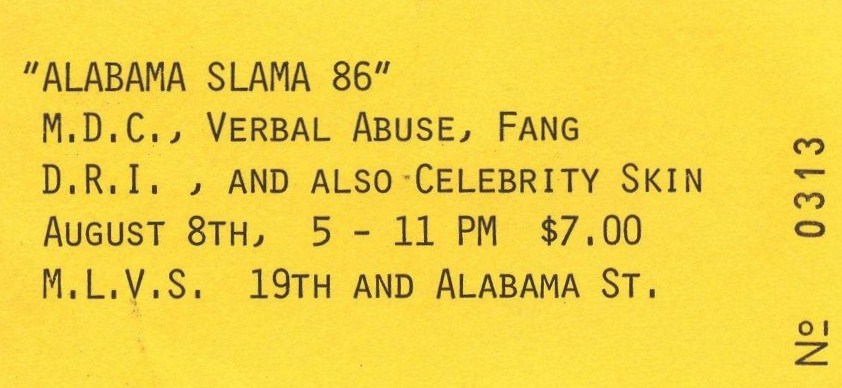 "ALABAMA SLAMA 86"
M.D.C., VERBAL ABUSE, FANG
D.R.I. , AND ALSO CELEBRITY SKIN
AUGUST 8TH, 5 - 11 PM $7.00
M.L.V.S. 19TH AND ALABAMA ST.
Nº 0313